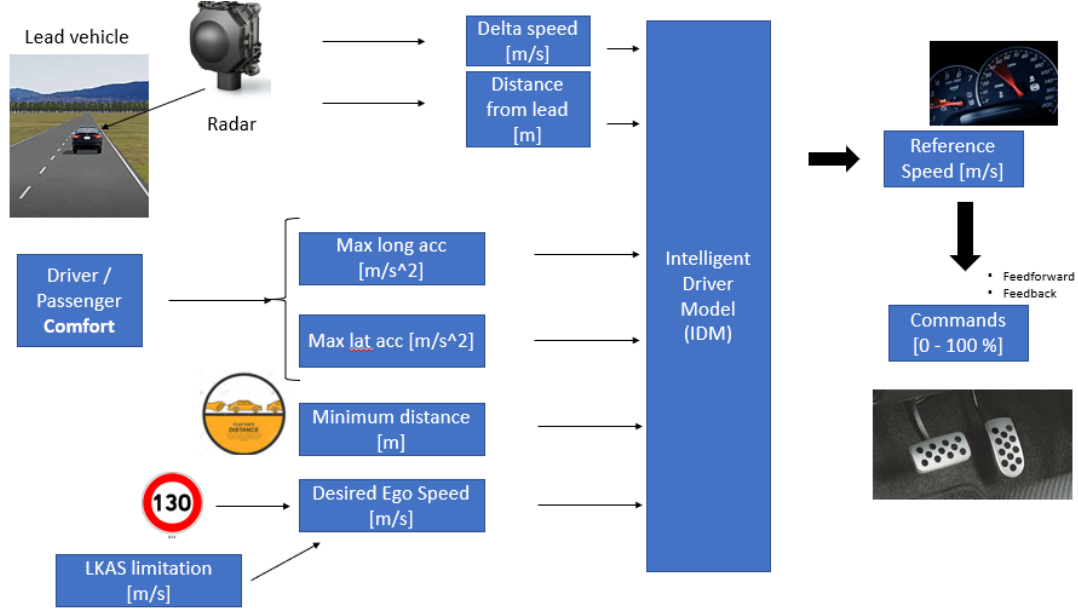 Lead vehicle
Radar
Delta speed
[m/s]
Distance
from lead
[m]
Driver /
Passenger
Comfort
Max long acc
[m/s^2]
Max lat acc [m/s^2]
DISTANCE
Minimum distance
[m]
130
Desired Ego Speed
[m/s]
LKAS limitation
[m/s]
Intelligent
Driver
Model
(IDM)
Reference
Speed [m/s]
• Feedforward
• Feedback
Commands
[0 - 100 %]